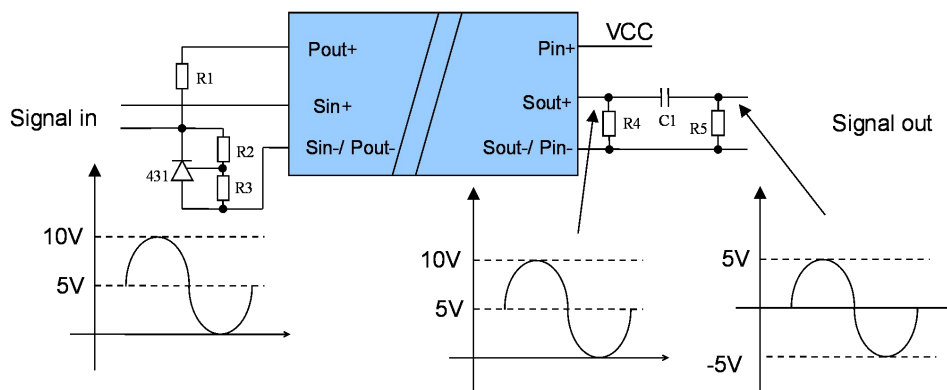 Pout+
Pin+
VCC
R1
Sin+
Sout+
Signal in
R4
C1
R5
Signal out
R2
Sin-/ Pout-
Sout-/ Pin-
431
R3
10V
5V
10V
5V
5V
-5V